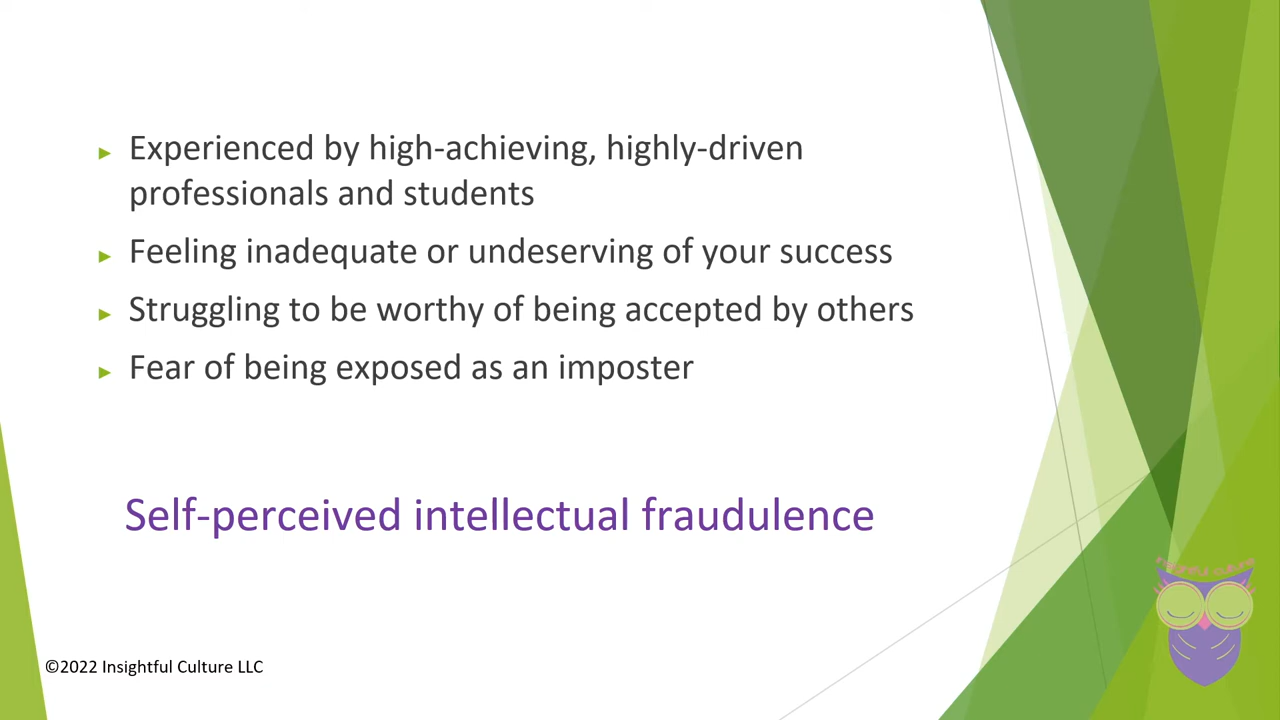 Experienced by high-achieving, highly-driven
professionals and students
Feeling inadequate or undeserving of your success
Struggling to be worthy of being accepted by others
Fear of being exposed as an imposter
Self-perceived intellectual fraudulence
insightful culture
©2022 Insightful Culture LLC